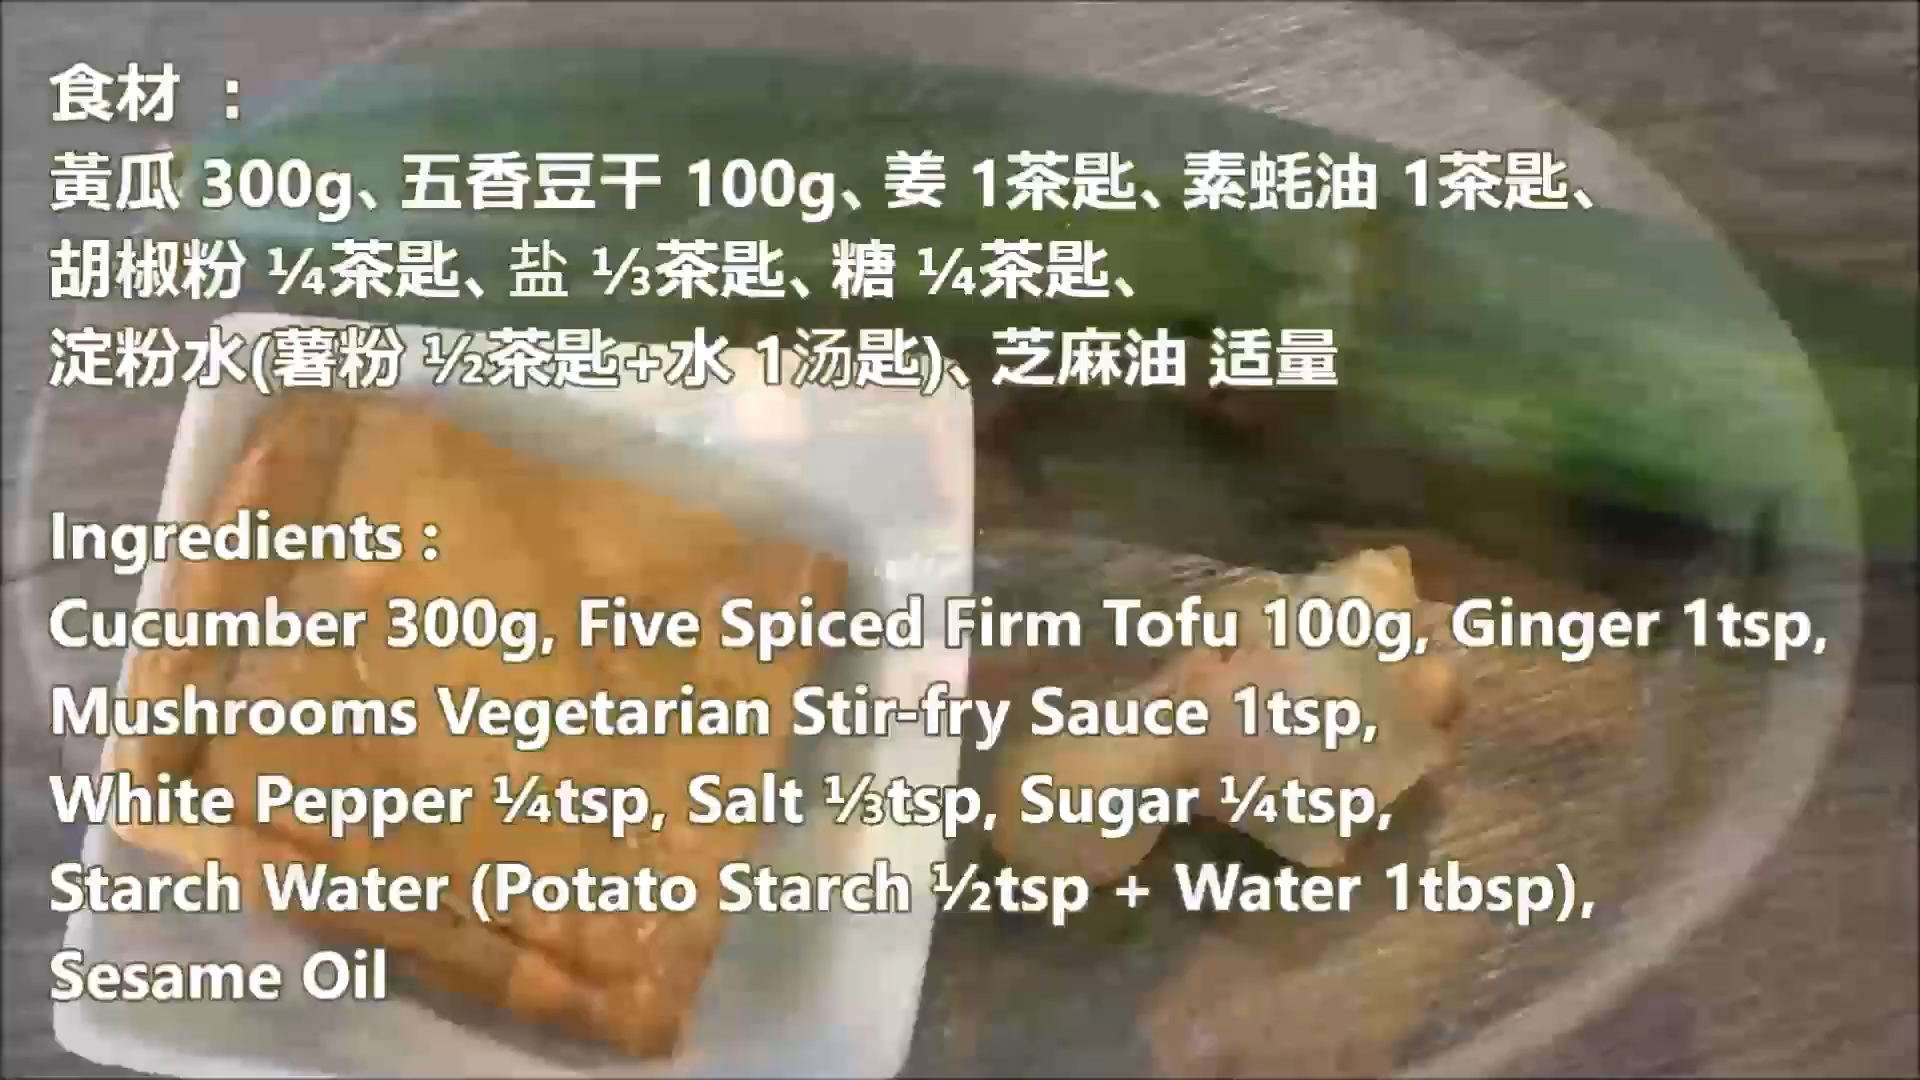 食材 ：
黃瓜 300g、五香豆干 100g、姜 1茶匙、素蚝油 1茶匙、
胡椒粉 ¼茶匙、盐 ⅓茶匙、糖 ¼茶匙、
淀粉水(薯粉 ½茶匙+水 1汤匙)、芝麻油 适量
Ingredients :
Cucumber 300g, Five Spiced Firm Tofu 100g, Ginger 1tsp,
Mushrooms Vegetarian Stir-fry Sauce 1tsp,
White Pepper ¼tsp, Salt ⅓tsp, Sugar ¼tsp,
Starch Water (Potato Starch ½tsp + Water 1tbsp),
Sesame Oil